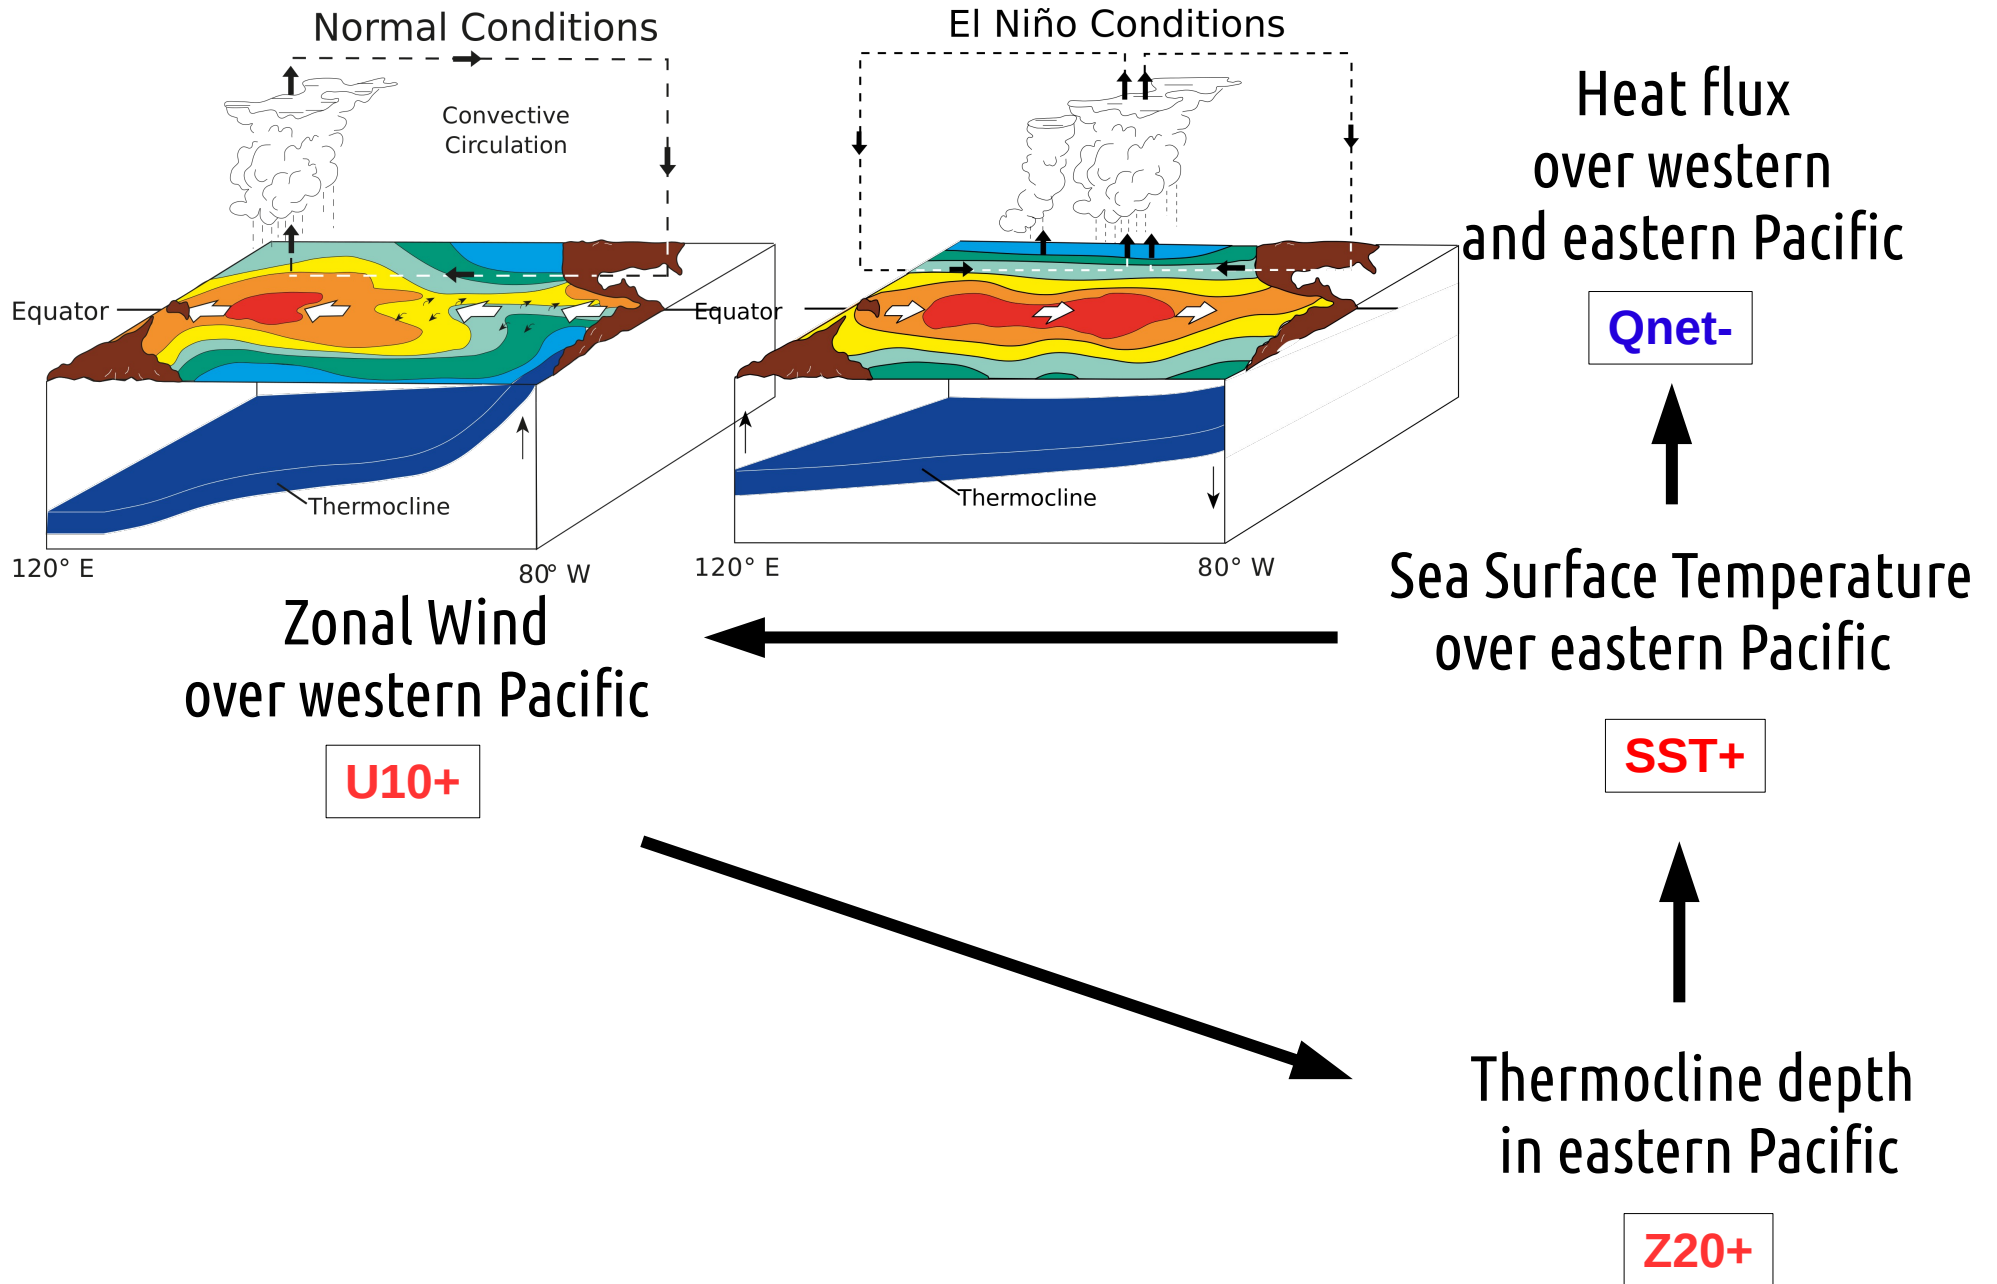 Normal Conditions
Convective
Circulation
Equator
Thermocline
120° E
80° W
El Niño Conditions
Equator
Thermocline
120° E
80° W
Heat flux
over western
and eastern Pacific
Qnet-
Sea Surface Temperature
over eastern Pacific
SST+
Zonal Wind
over western Pacific
U10+
Thermocline depth
in eastern Pacific
Z20+